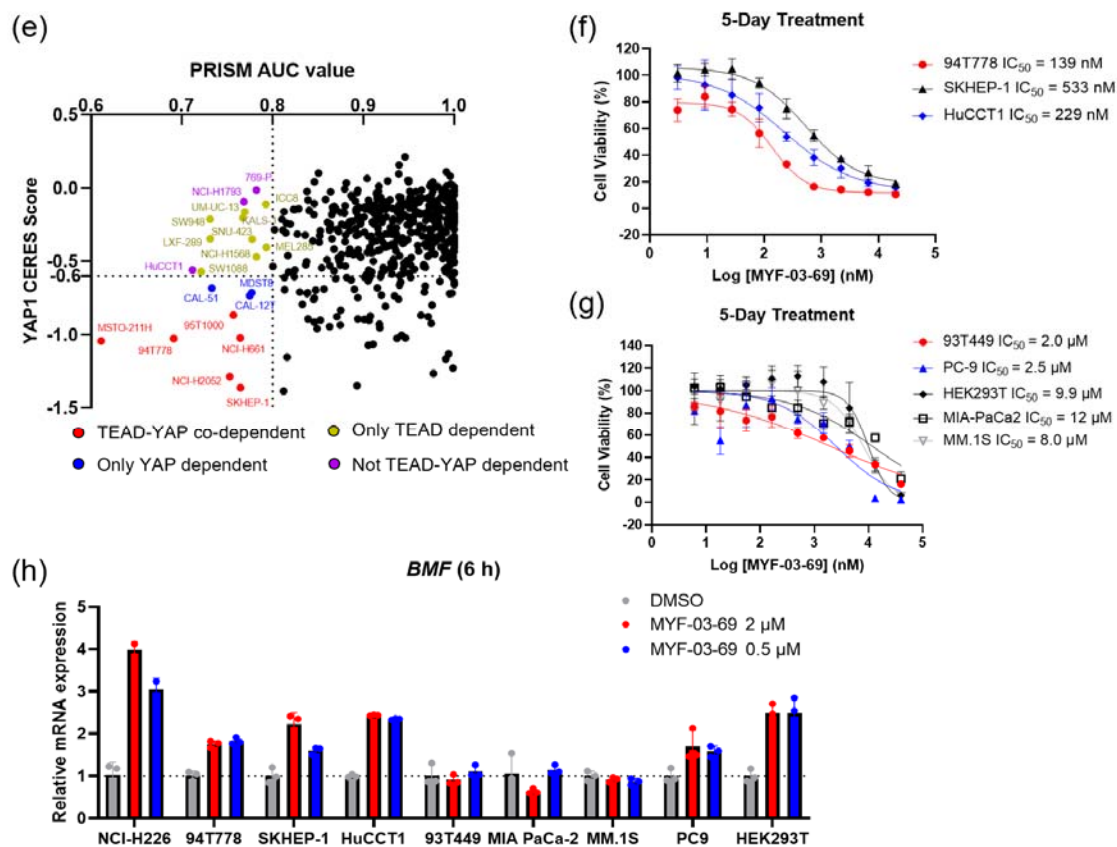 (e)
PRISM AUC value
0.6 0.7 0.8 0.9 1.0
YAP1 CERES Score
0.5
0.0
-0.5
-0.6
-1.0
-1.5
769-P
NCI-H1793
ICC8
UM-UC-13
SW948
KALS-1
SNU-423
LXF-289
MEL285
NCI-H1568
HuCCT1
SW1088
MDST8
CAL-51
CAL-12T
MSTO-211H
95T1000
94T778
NCI-H661
NCI-H2052
SKHEP-1
TEAD-YAP co-dependent
Only TEAD dependent
Only YAP dependent
Not TEAD-YAP dependent
(f)
5-Day Treatment
Cell Viability (%)
120
100
80
60
40
20
0
-20
0 1 2 3 4 5
Log [MYF-03-69] (nM)
94T778 IC50 = 139 nM
SKHEP-1 IC50 = 533 nM
HuCCT1 IC50 = 229 nM
(g)
5-Day Treatment
Cell Viability (%)
140
120
100
80
60
40
20
0
-20
0 1 2 3 4 5
Log [MYF-03-69] (nM)
93T449 IC50 = 2.0 μM
PC-9 IC50 = 2.5 μM
HEK293T IC50 = 9.9 μM
MIA-PaCa2 IC50 = 12 μM
MM.1S IC50 = 8.0 μM
(h)
BMF (6 h)
Relative mRNA expression
5
4
3
2
1
0
DMSO
MYF-03-69 2 μM
MYF-03-69 0.5 μM
NCI-H226 94T778 SKHEP-1 HuCCT1 93T449 MIA PaCa-2 MM.1S PC9 HEK293T